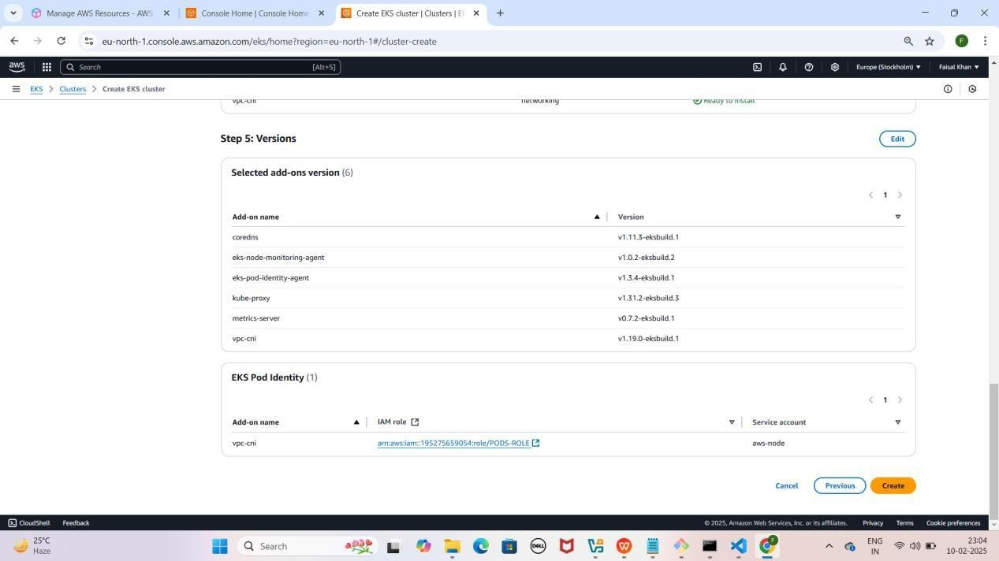 Manage AWS Resources - AWS
Console Home | Console Home
Create EKS cluster | Clusters | El
eu-north-1.console.aws.amazon.com/eks/home?region=eu-north-1#/cluster-create
F
aws
Search [Alt+S]
Europe (Stockholm) Faisal Khan
EKS > Clusters > Create EKS cluster
vpc-cni networking Ready to install
Step 5: Versions
Edit
Selected add-ons version (6)
1
Add-on name Version
coredns v1.11.3-eksbuild.1
eks-node-monitoring-agent v1.0.2-eksbuild.2
eks-pod-identity-agent v1.3.4-eksbuild.1
kube-proxy v1.31.2-eksbuild.3
metrics-server v0.7.2-eksbuild.1
vpc-cni v1.19.0-eksbuild.1
EKS Pod Identity (1)
1
Add-on name IAM role Service account
vpc-cni arn:aws:iam::195275659054:role/PODS-ROLE aws-node
Cancel Previous Create
CloudShell Feedback © 2025, Amazon Web Services, Inc. or its affiliates. Privacy Terms Cookie preferences
25°C
Haze
Search
DELL
F
ENG
IN
23:04
10-02-2025